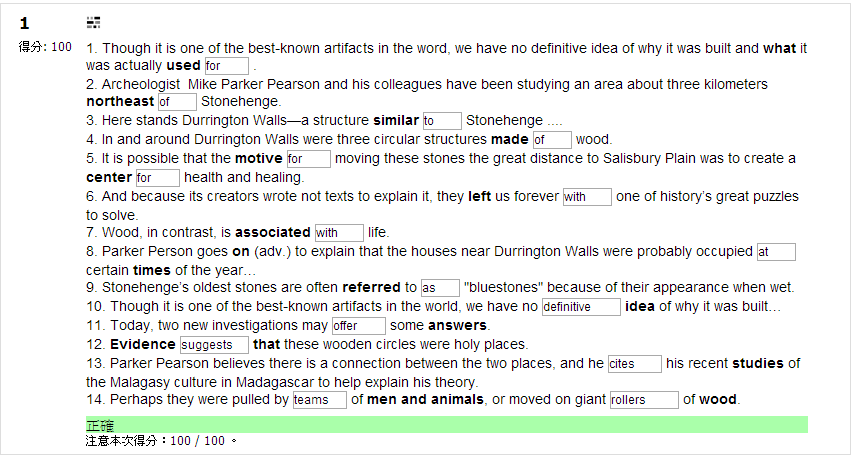 1
得分: 100
1. Though it is one of the best-known artifacts in the word, we have no definitive idea of why it was built and what it
was actually used for .
2. Archeologist Mike Parker Pearson and his colleagues have been studying an area about three kilometers
northeast of Stonehenge.
3. Here stands Durrington Walls—a structure similar to Stonehenge ....
4. In and around Durrington Walls were three circular structures made of wood.
5. It is possible that the motive for moving these stones the great distance to Salisbury Plain was to create a
center for health and healing.
6. And because its creators wrote not texts to explain it, they left us forever with one of history's great puzzles
to solve.
7. Wood, in contrast, is associated with life.
8. Parker Person goes on (adv.) to explain that the houses near Durrington Walls were probably occupied at
certain times of the year…
9. Stonehenge's oldest stones are often referred to as "bluestones" because of their appearance when wet.
10. Though it is one of the best-known artifacts in the world, we have no definitive idea of why it was built…
11. Today, two new investigations may offer some answers.
12. Evidence suggests that these wooden circles were holy places.
13. Parker Pearson believes there is a connection between the two places, and he cites his recent studies of
the Malagasy culture in Madagascar to help explain his theory.
14. Perhaps they were pulled by teams of men and animals, or moved on giant rollers of wood.
正確
注意本次得分：100 / 100 。